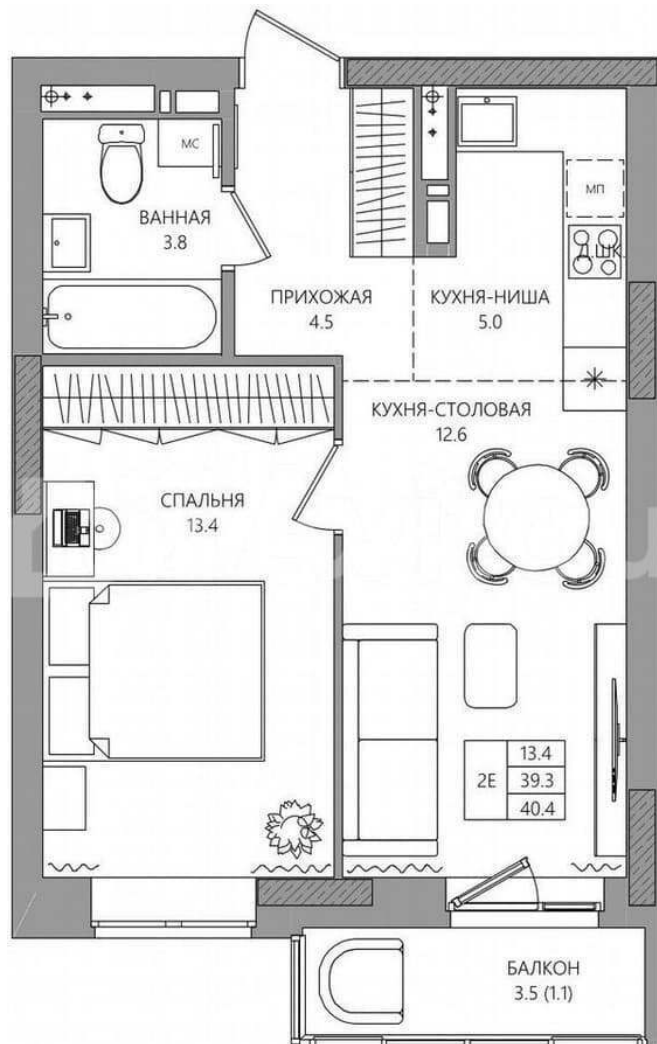 МС
ВАННАЯ
3.8
МП
Д.ШК.
ПРИХОЖАЯ
4.5
КУХНЯ-НИША
5.0
КУХНЯ-СТОЛОВАЯ
12.6
СПАЛЬНЯ
13.4
2Е
13.4
39.3
40.4
БАЛКОН
3.5 (1.1)